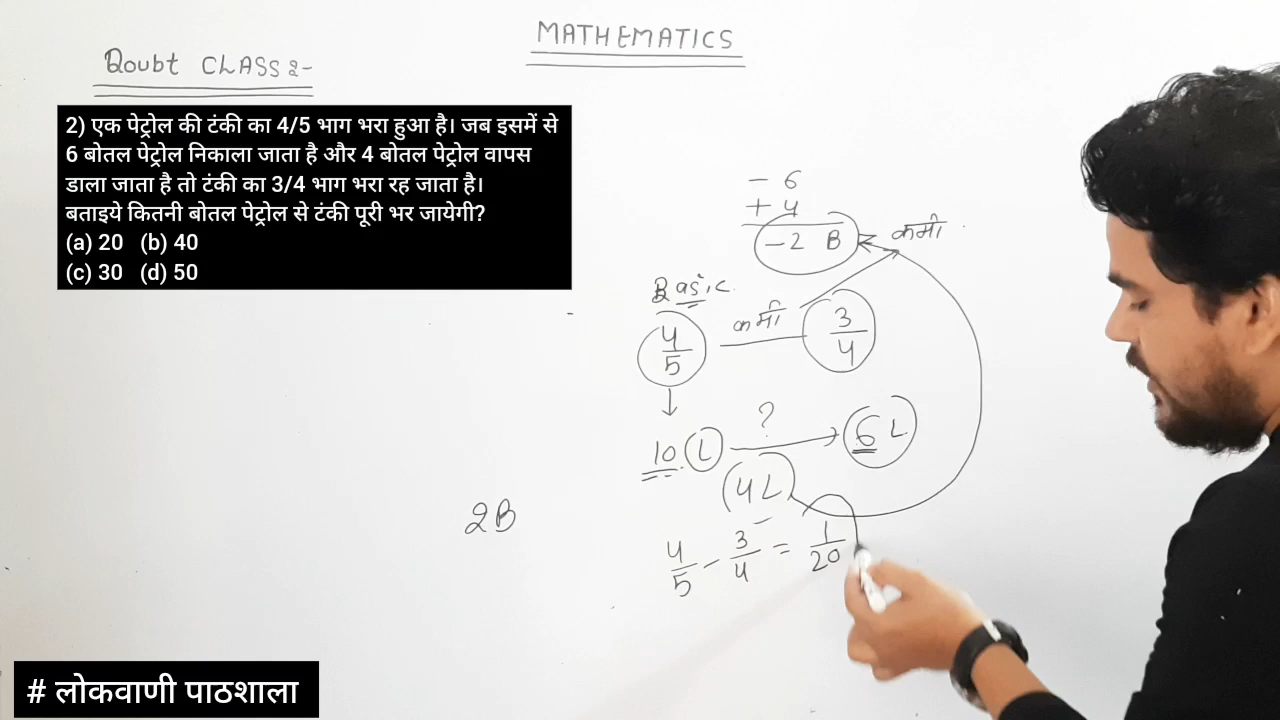 MATHEMATICS
Doubt CLASS 2-
2) एक पेट्रोल की टंकी का 4/5 भाग भरा हुआ है। जब इसमें से
6 बोतल पेट्रोल निकाला जाता है और 4 बोतल पेट्रोल वापस
डाला जाता है तो टंकी का 3/4 भाग भरा रह जाता है।
बताइये कितनी बोतल पेट्रोल से टंकी पूरी भर जायेगी?
(a) 20 (b) 40
(c) 30 (d) 50
- 6
+ 4
-2 B
कमी
Basic.
4/5 कमी 3/4
?
10 L → 6 L
4L
2B
4/5 - 3/4 = 1/20
# लोकवाणी पाठशाला